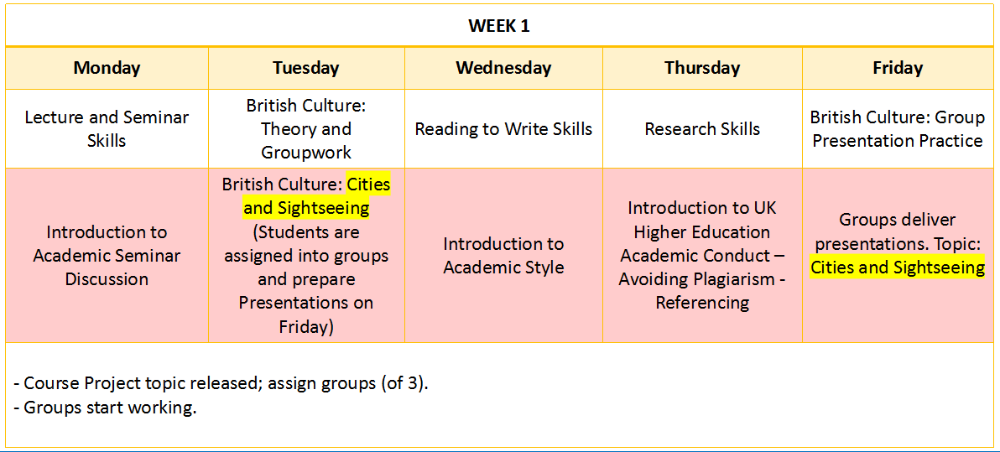 WEEK 1
Monday
Tuesday
Wednesday
Thursday
Friday
Lecture and Seminar
Skills
British Culture:
Theory and
Groupwork
Reading to Write Skills
Research Skills
British Culture: Group
Presentation Practice
Introduction to
Academic Seminar
Discussion
British Culture: Cities
and Sightseeing
(Students are
assigned into groups
and prepare
Presentations on
Friday)
Introduction to
Academic Style
Introduction to UK
Higher Education
Academic Conduct –
Avoiding Plagiarism -
Referencing
Groups deliver
presentations. Topic:
Cities and Sightseeing
- Course Project topic released; assign groups (of 3).
- Groups start working.